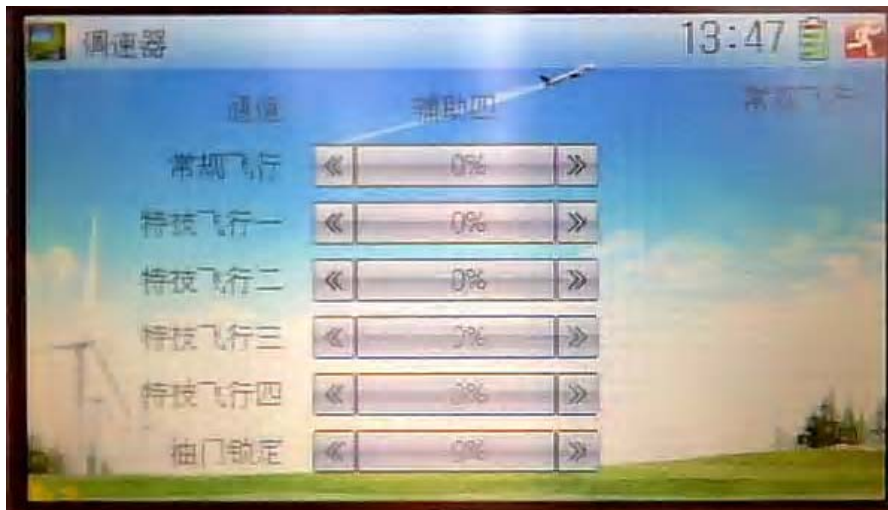 调速器 13:47
通道 辅助四 常规飞行
常规飞行 0%
特技飞行一 0%
特技飞行二 0%
特技飞行三 0%
特技飞行四 0%
油门锁定 0%